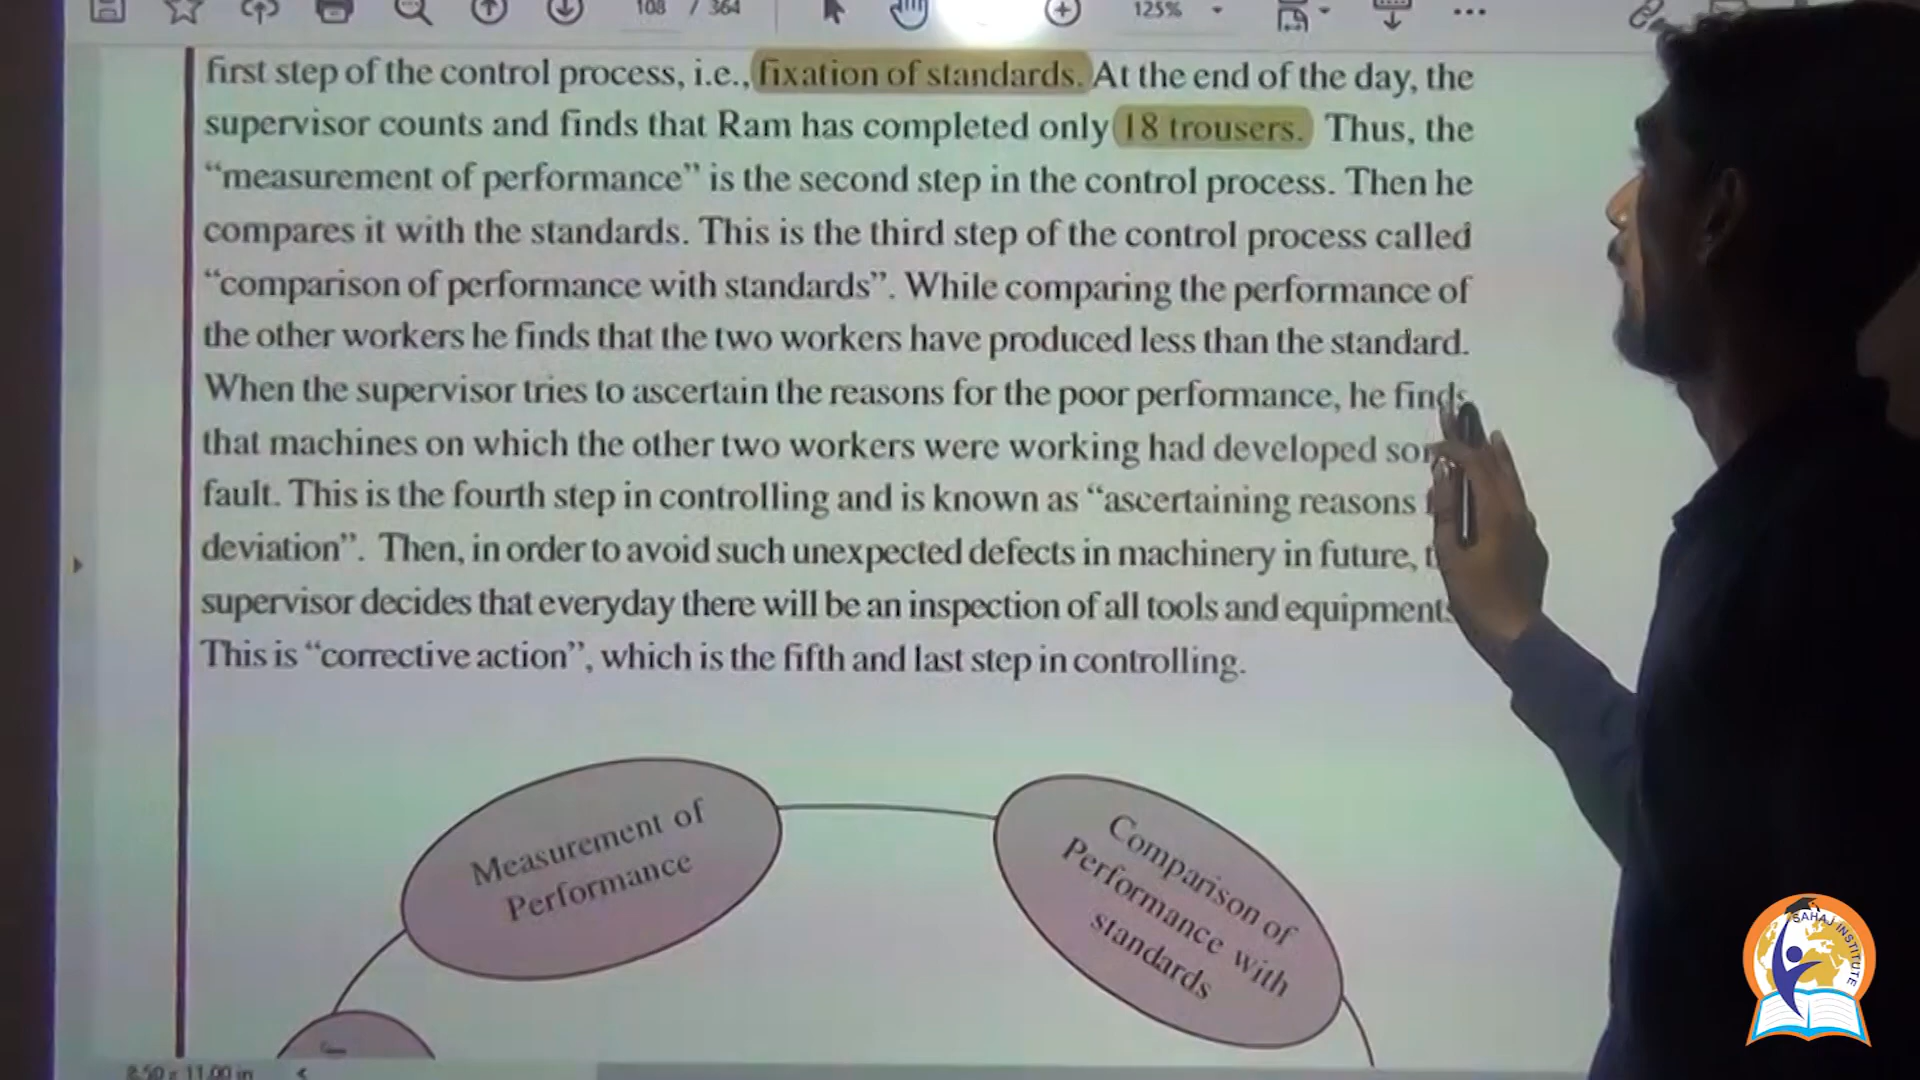 108 / 364
125%
first step of the control process, i.e., fixation of standards. At the end of the day, the
supervisor counts and finds that Ram has completed only 18 trousers. Thus, the
“measurement of performance” is the second step in the control process. Then he
compares it with the standards. This is the third step of the control process called
“comparison of performance with standards”. While comparing the performance of
the other workers he finds that the two workers have produced less than the standard.
When the supervisor tries to ascertain the reasons for the poor performance, he finds
that machines on which the other two workers were working had developed
fault. This is the fourth step in controlling and is known as “ascertaining reasons
deviation”. Then, in order to avoid such unexpected defects in machinery in future,
supervisor decides that everyday there will be an inspection of all tools and equipments
This is “corrective action”, which is the fifth and last step in controlling.
Measurement of
Performance
Comparison of
Performance with
standards
SAHAJ INSTITUTE
8.50 x 11.00 in